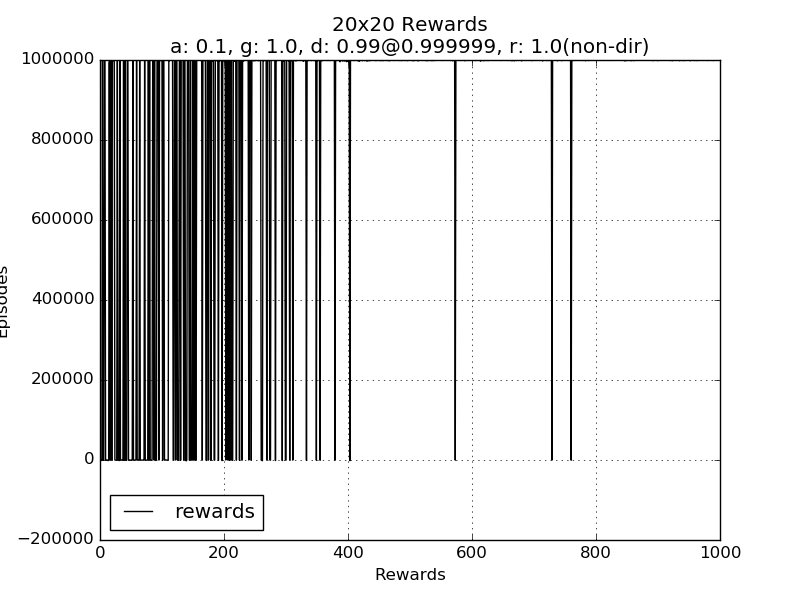 20x20 Rewards
a: 0.1, g: 1.0, d: 0.99@0.999999, r: 1.0(non-dir)
1000000
800000
600000
400000
200000
0
−200000
Episodes
rewards
0 200 400 600 800 1000
Rewards